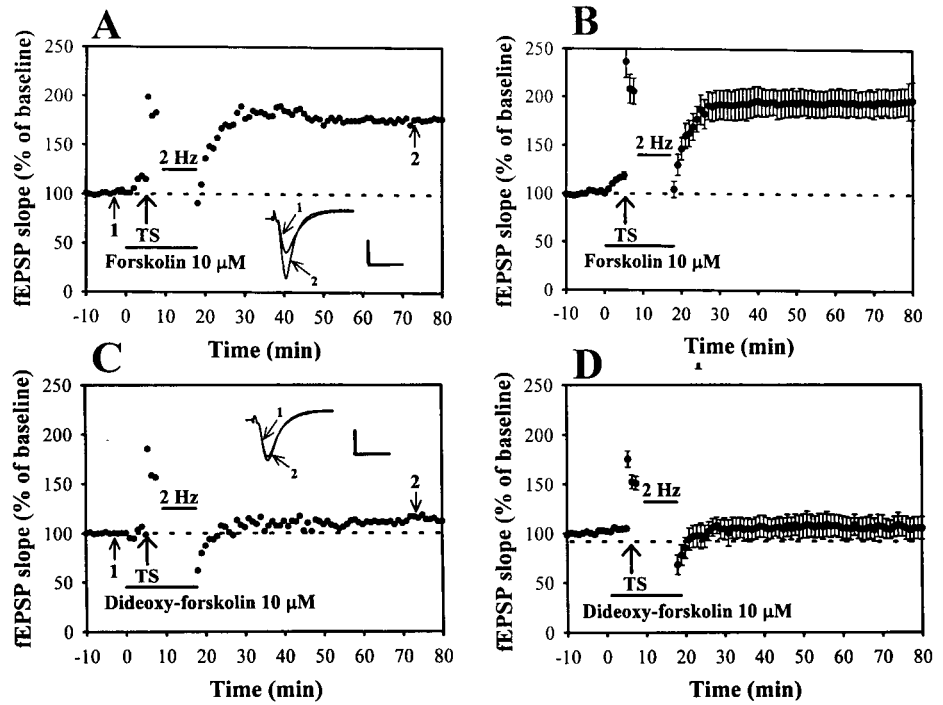 A
fEPSP slope (% of baseline)
250
200
150
100
50
0
2 Hz
1
TS
Forskolin 10 μM
1
2
2
-10 0 10 20 30 40 50 60 70 80
Time (min)
B
fEPSP slope (% of baseline)
250
200
150
100
50
0
2 Hz
TS
Forskolin 10 μM
-10 0 10 20 30 40 50 60 70 80
Time (min)
C
fEPSP slope (% of baseline)
250
200
150
100
50
0
1
2
2 Hz
2
1
TS
Dideoxy-forskolin 10 μM
-10 0 10 20 30 40 50 60 70 80
Time (min)
D
fEPSP slope (% of baseline)
250
200
150
100
50
0
2 Hz
TS
Dideoxy-forskolin 10 μM
-10 0 10 20 30 40 50 60 70 80
Time (min)